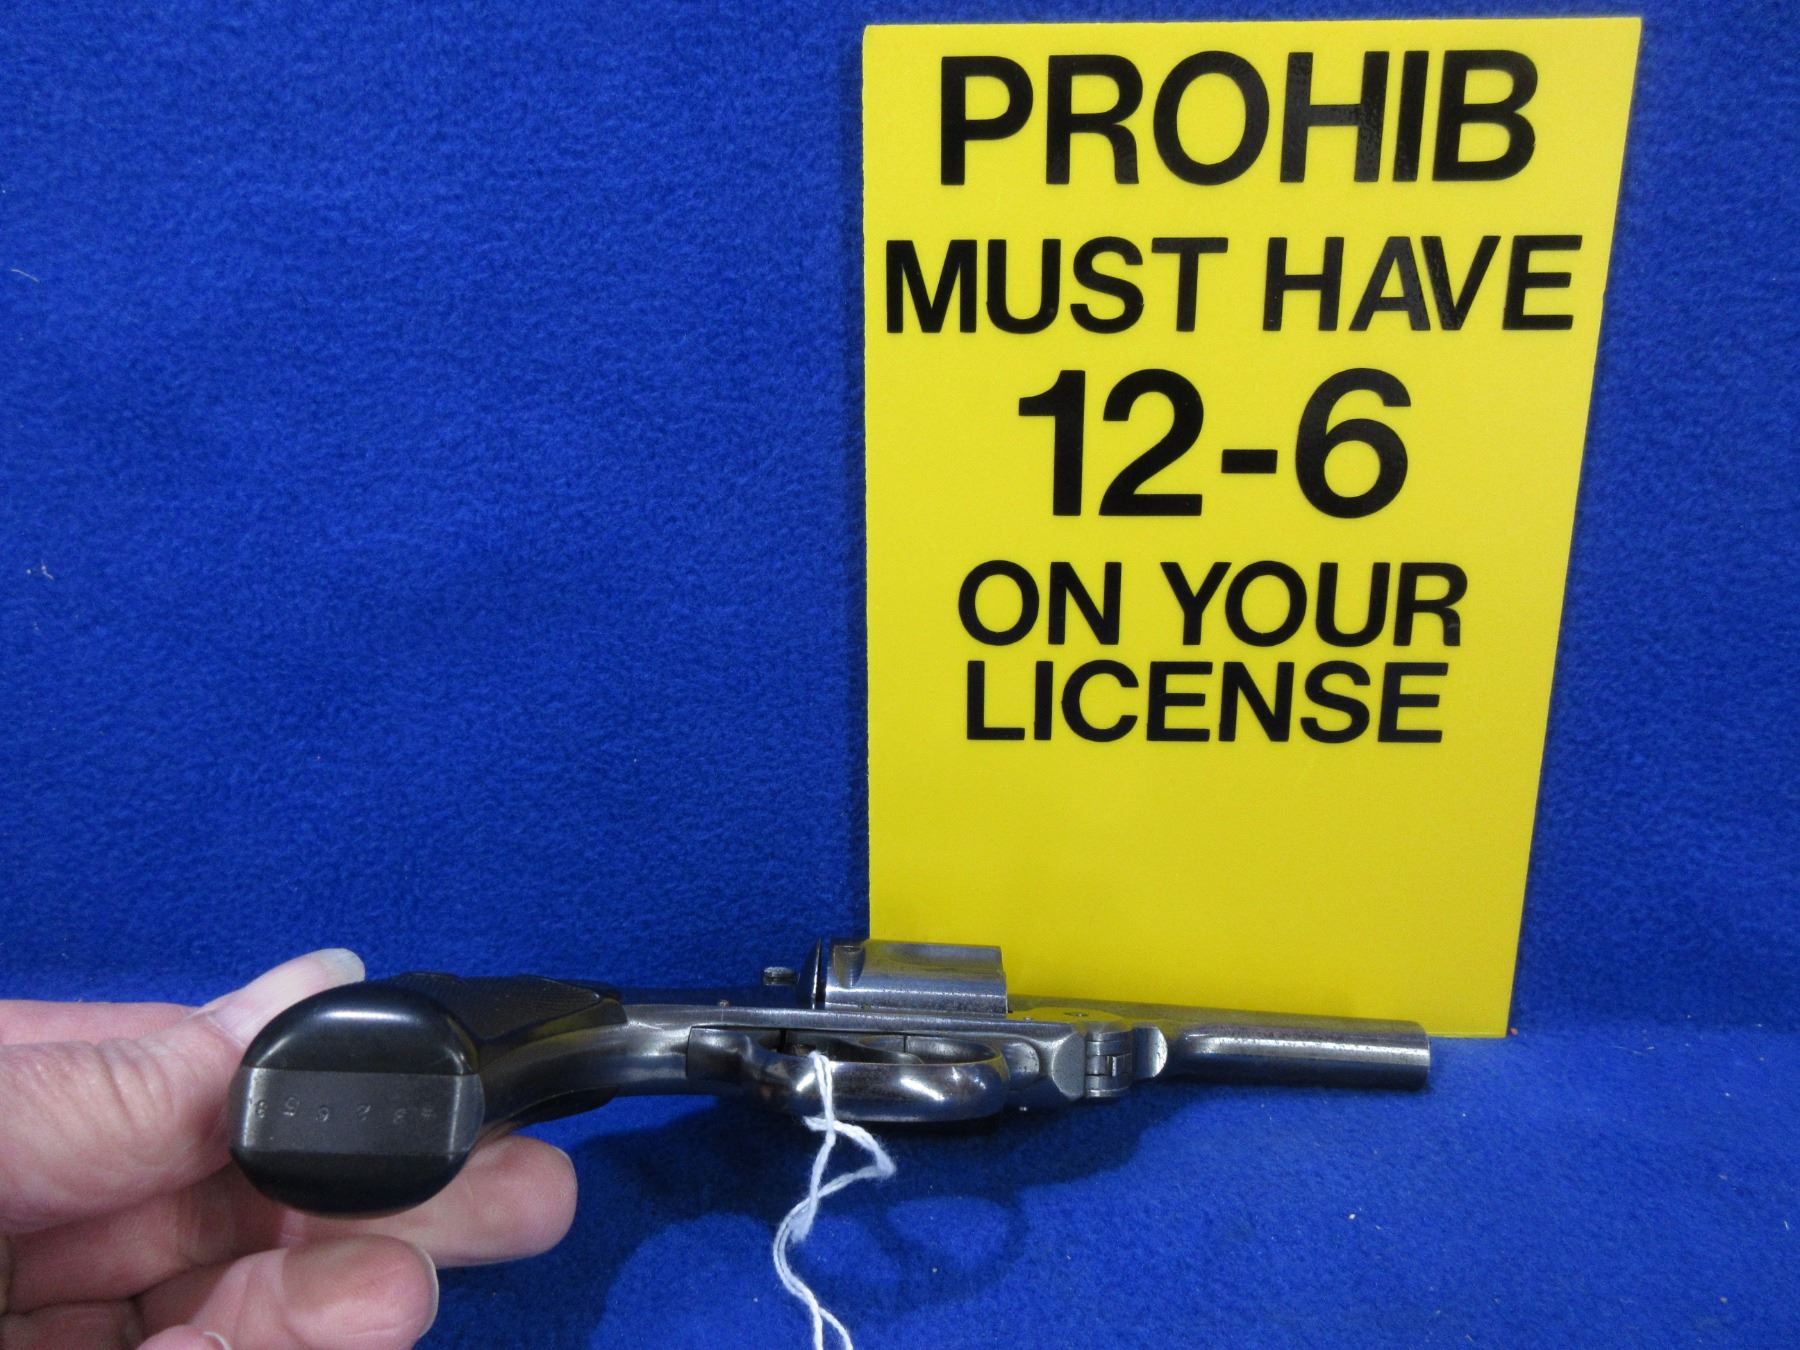 PROHIB
MUST HAVE
12-6
ON YOUR
LICENSE